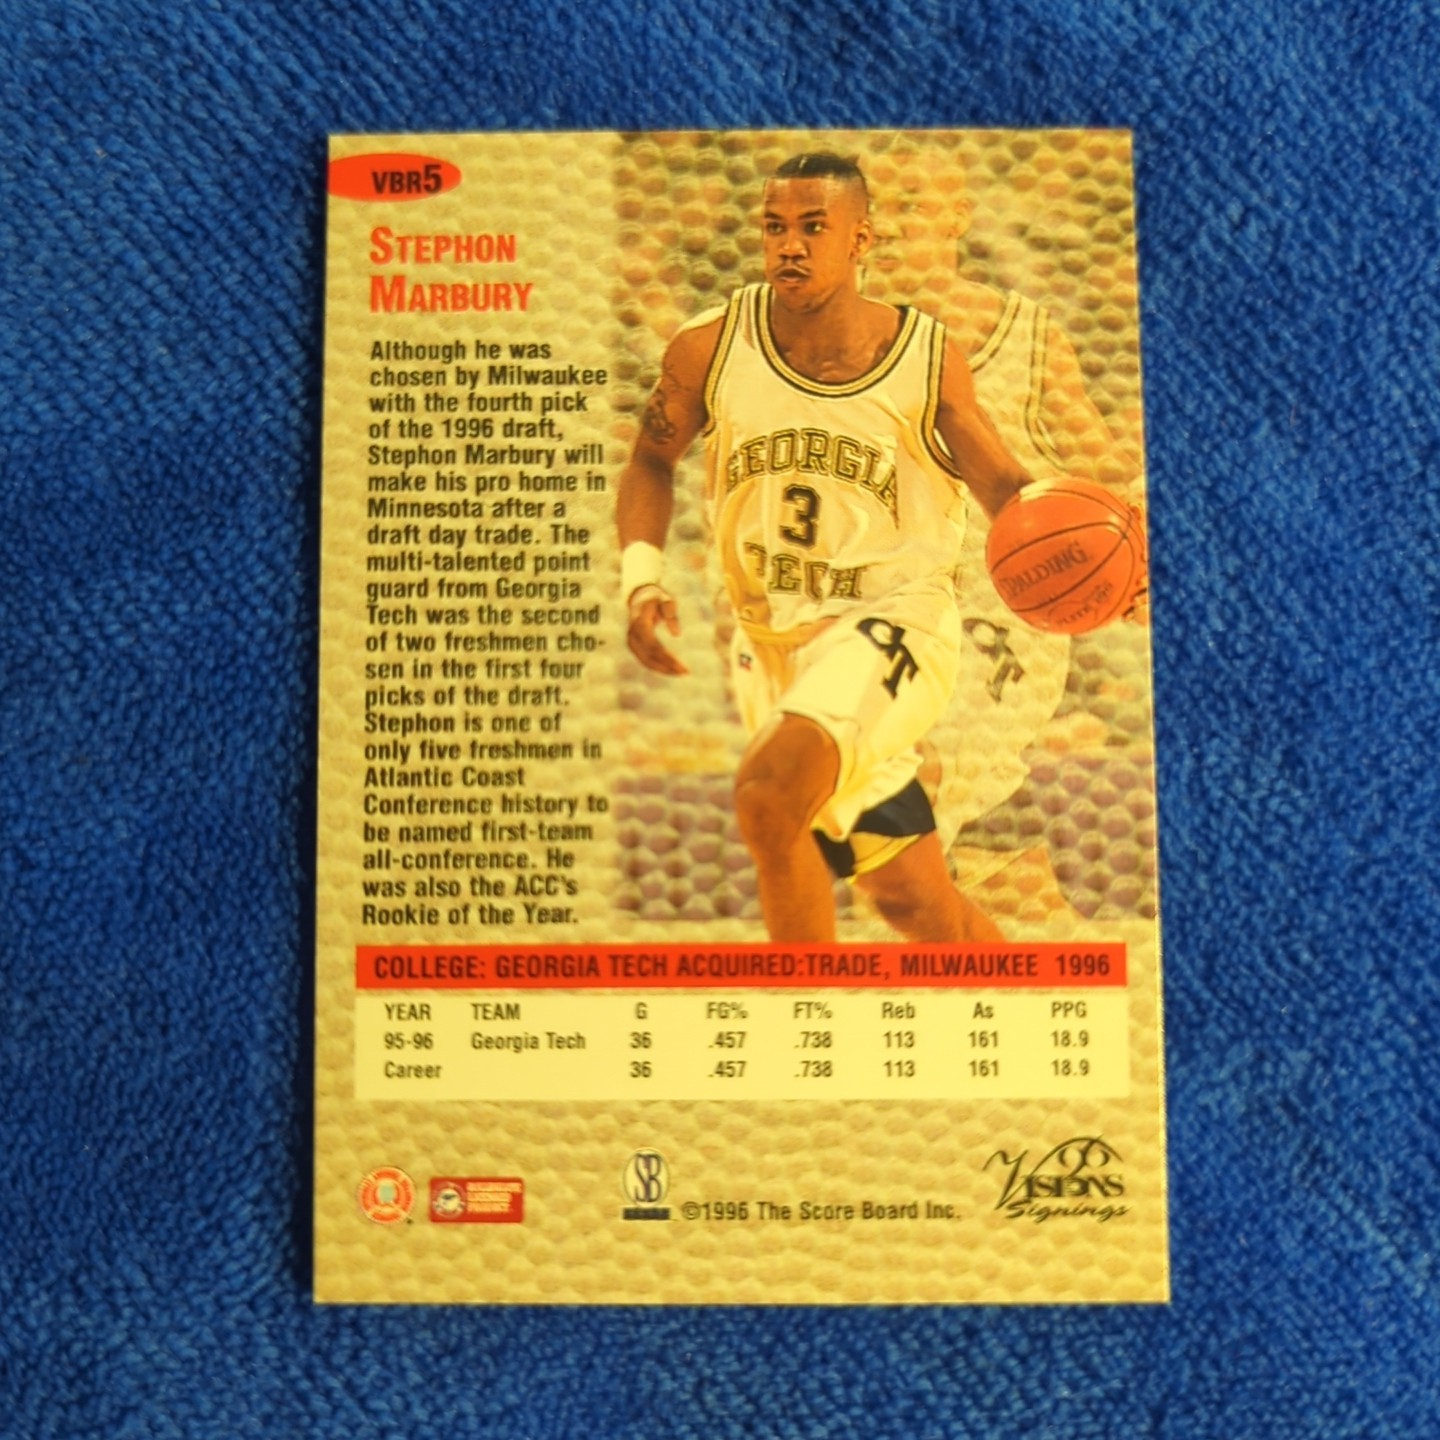 VBR5
STEPHON
MARBURY
Although he was
chosen by Milwaukee
with the fourth pick
of the 1996 draft,
Stephon Marbury will
make his pro home in
Minnesota after a
draft day trade. The
multi-talented point
guard from Georgia
Tech was the second
of two freshmen cho-
sen in the first four
picks of the draft.
Stephon is one of
only five freshmen in
Atlantic Coast
Conference history to
be named first-team
all-conference. He
was also the ACC's
Rookie of the Year.
GEORGIA
3
TECH
SPALDING
GT
COLLEGE: GEORGIA TECH ACQUIRED:TRADE, MILWAUKEE 1996
YEAR TEAM G FG% FT% Reb As PPG
95-96 Georgia Tech 36 .457 .738 113 161 18.9
Career 36 .457 .738 113 161 18.9
SB
©1996 The Score Board Inc.
VISIONS
Signings